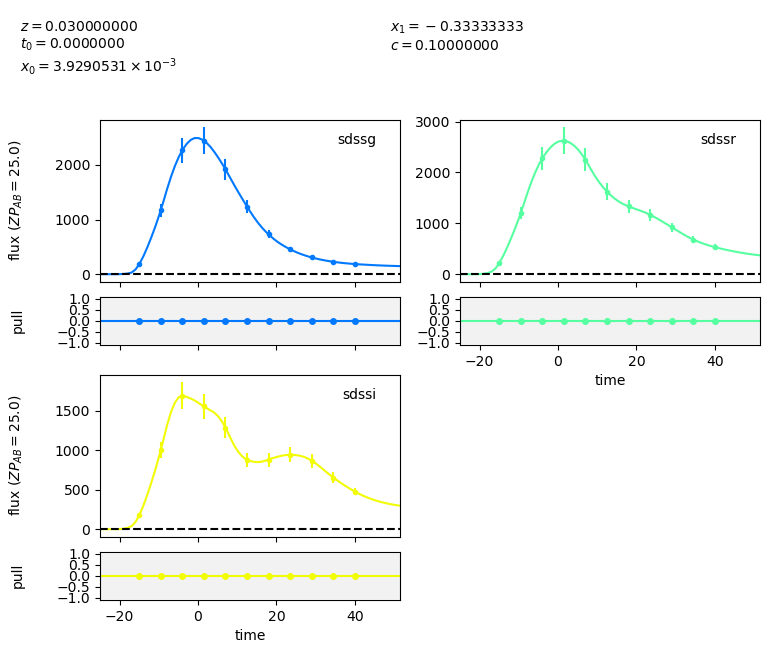 z = 0.030000000
t₀ = 0.0000000
x₀ = 3.9290531 × 10⁻³
x₁ = −0.33333333
c = 0.10000000
flux (ZP_AB = 25.0)
2000
1000
0
sdssg
3000
2000
1000
0
sdssr
pull
1.0
0.5
0.0
−0.5
−1.0
1.0
0.5
0.0
−0.5
−1.0
−20 0 20 40
time
flux (ZP_AB = 25.0)
1500
1000
500
0
sdssi
pull
1.0
0.5
0.0
−0.5
−1.0
−20 0 20 40
time